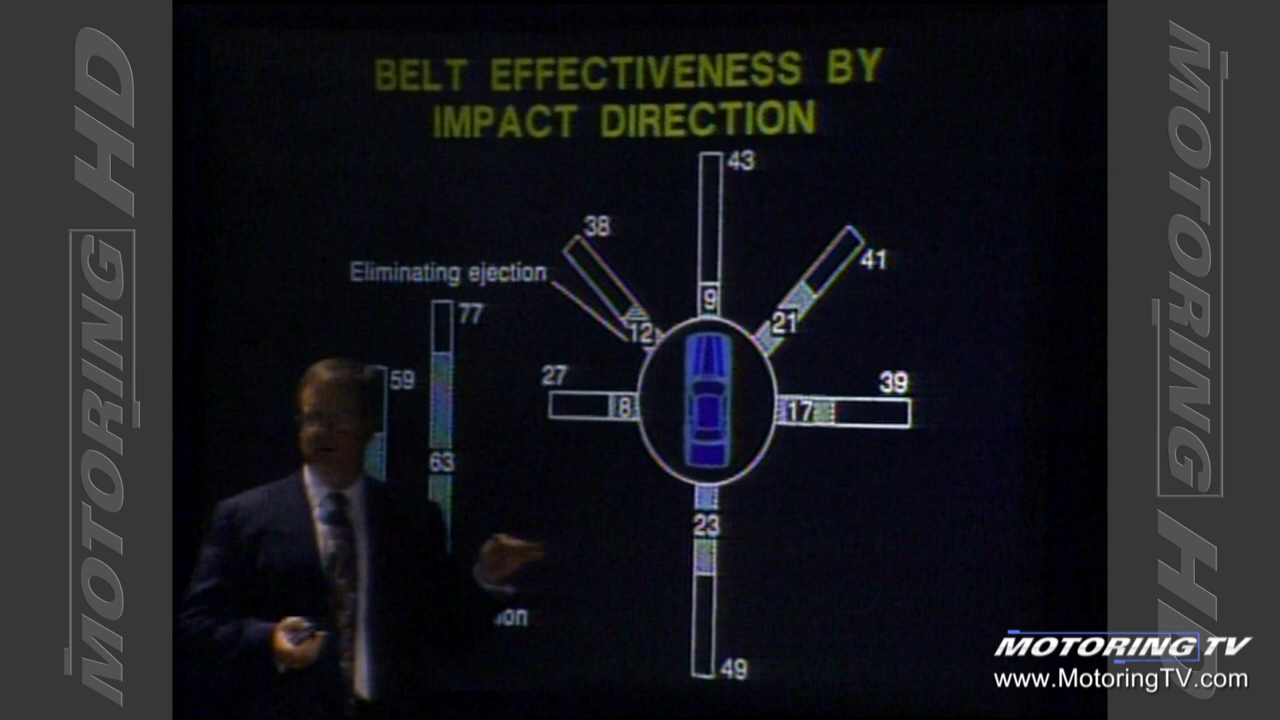 BELT EFFECTIVENESS BY
IMPACT DIRECTION
43
38
41
Eliminating ejection
9
77
12
21
59
27
39
8
17
63
23
49
MOTORING HD
MOTORING HD
MOTORING TV
www.MotoringTV.com